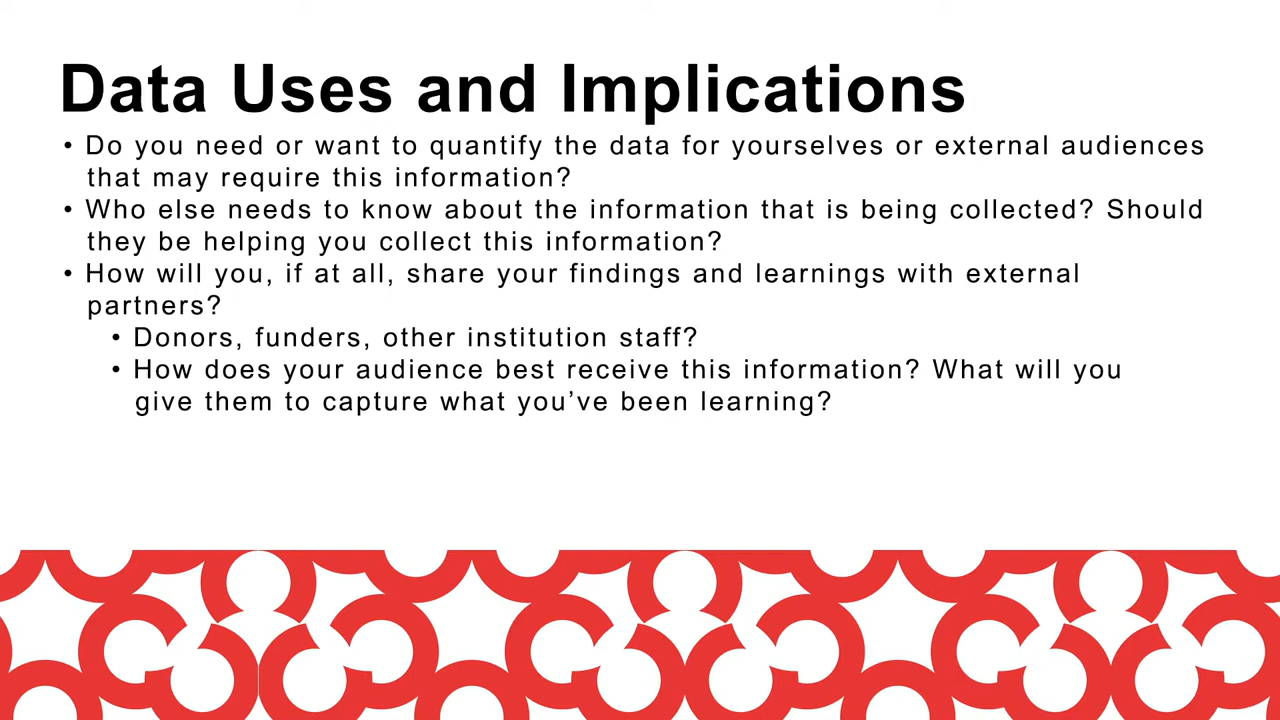 Data Uses and Implications
• Do you need or want to quantify the data for yourselves or external audiences
that may require this information?
• Who else needs to know about the information that is being collected? Should
they be helping you collect this information?
• How will you, if at all, share your findings and learnings with external
partners?
• Donors, funders, other institution staff?
• How does your audience best receive this information? What will you
give them to capture what you’ve been learning?